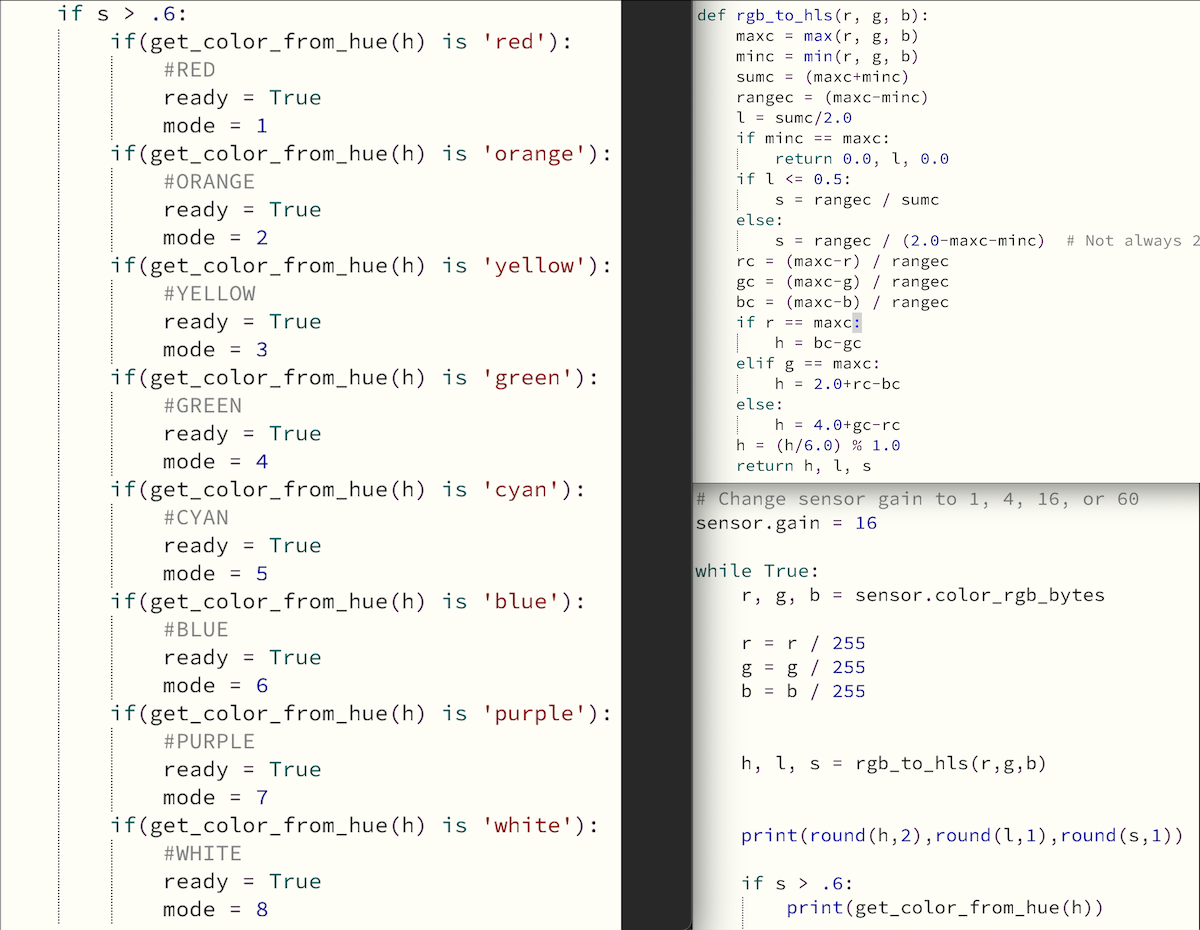 if s > .6:
if(get_color_from_hue(h) is 'red'):
#RED
ready = True
mode = 1
if(get_color_from_hue(h) is 'orange'):
#ORANGE
ready = True
mode = 2
if(get_color_from_hue(h) is 'yellow'):
#YELLOW
ready = True
mode = 3
if(get_color_from_hue(h) is 'green'):
#GREEN
ready = True
mode = 4
if(get_color_from_hue(h) is 'cyan'):
#CYAN
ready = True
mode = 5
if(get_color_from_hue(h) is 'blue'):
#BLUE
ready = True
mode = 6
if(get_color_from_hue(h) is 'purple'):
#PURPLE
ready = True
mode = 7
if(get_color_from_hue(h) is 'white'):
#WHITE
ready = True
mode = 8
def rgb_to_hls(r, g, b):
maxc = max(r, g, b)
minc = min(r, g, b)
sumc = (maxc+minc)
rangec = (maxc-minc)
l = sumc/2.0
if minc == maxc:
return 0.0, l, 0.0
if l <= 0.5:
s = rangec / sumc
else:
s = rangec / (2.0-maxc-minc)  # Not always 2
rc = (maxc-r) / rangec
gc = (maxc-g) / rangec
bc = (maxc-b) / rangec
if r == maxc:
h = bc-gc
elif g == maxc:
h = 2.0+rc-bc
else:
h = 4.0+gc-rc
h = (h/6.0) % 1.0
return h, l, s
# Change sensor gain to 1, 4, 16, or 60
sensor.gain = 16
while True:
r, g, b = sensor.color_rgb_bytes
r = r / 255
g = g / 255
b = b / 255
h, l, s = rgb_to_hls(r,g,b)
print(round(h,2),round(l,1),round(s,1))
if s > .6:
print(get_color_from_hue(h))